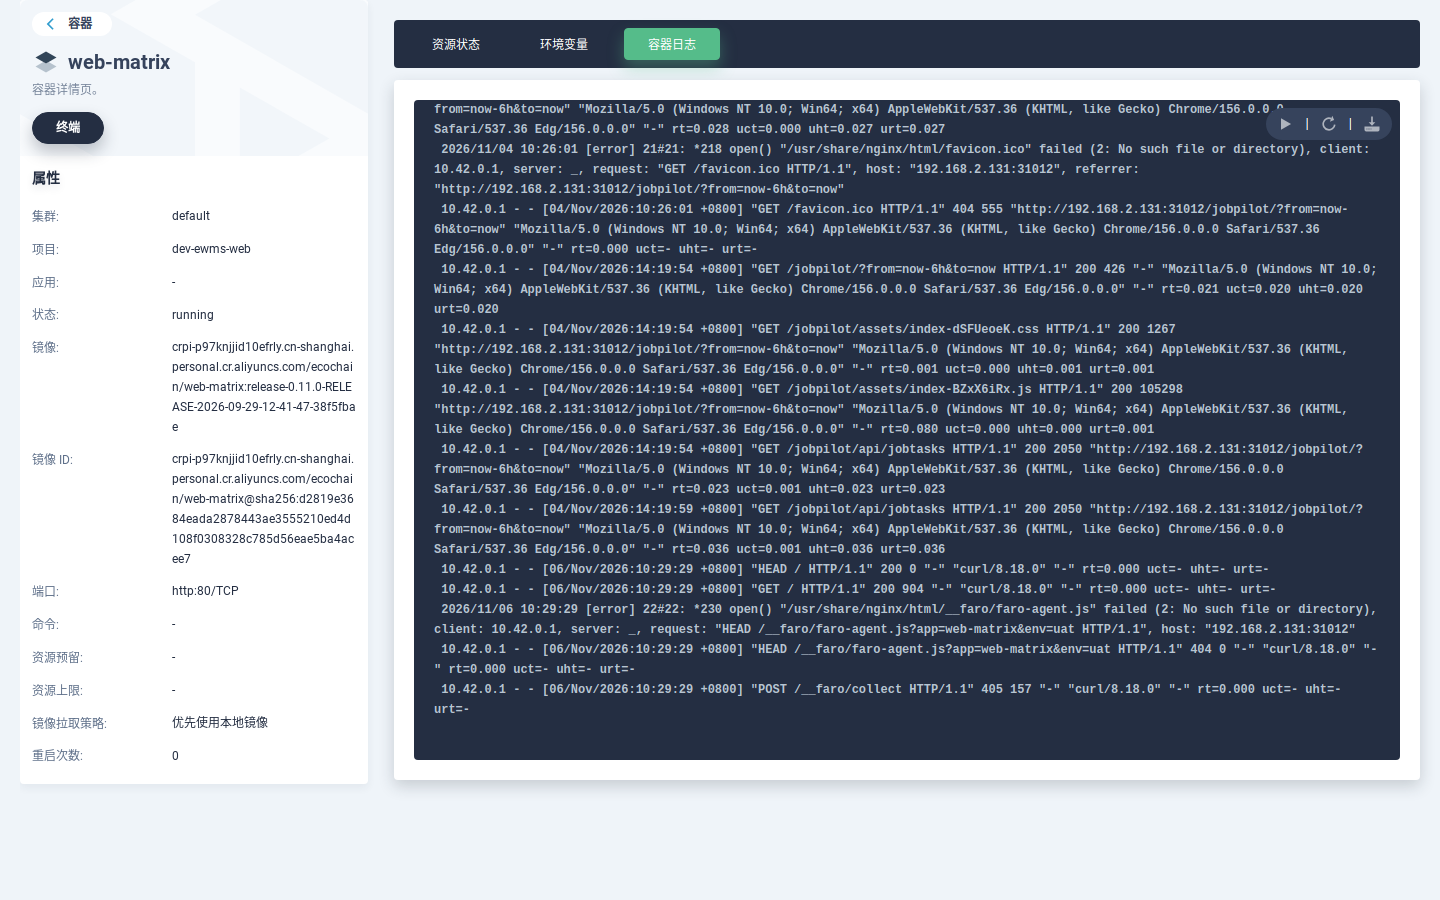 容器
web-matrix
容器详情页。
终端
属性
集群:
default
项目:
dev-ewms-web
应用:
-
状态:
running
镜像:
crpi-p97knjjid10efrly.cn-shanghai.
personal.cr.aliyuncs.com/ecochai
n/web-matrix:release-0.11.0-RELE
ASE-2026-09-29-12-41-47-38f5fba
e
镜像 ID:
crpi-p97knjjid10efrly.cn-shanghai.
personal.cr.aliyuncs.com/ecochai
n/web-matrix@sha256:d2819e36
84eada2878443ae3555210ed4d
108f0308328c785d56eae5ba4ac
ee7
端口:
http:80/TCP
命令:
-
资源预留:
-
资源上限:
-
镜像拉取策略:
优先使用本地镜像
重启次数:
0
资源状态
环境变量
容器日志
from=now-6h&to=now" "Mozilla/5.0 (Windows NT 10.0; Win64; x64) AppleWebKit/537.36 (KHTML, like Gecko) Chrome/156.0.0.0
Safari/537.36 Edg/156.0.0.0" "-" rt=0.028 uct=0.000 uht=0.027 urt=0.027
2026/11/04 10:26:01 [error] 21#21: *218 open() "/usr/share/nginx/html/favicon.ico" failed (2: No such file or directory), client:
10.42.0.1, server: _, request: "GET /favicon.ico HTTP/1.1", host: "192.168.2.131:31012", referrer:
"http://192.168.2.131:31012/jobpilot/?from=now-6h&to=now"
10.42.0.1 - - [04/Nov/2026:10:26:01 +0800] "GET /favicon.ico HTTP/1.1" 404 555 "http://192.168.2.131:31012/jobpilot/?from=now-
6h&to=now" "Mozilla/5.0 (Windows NT 10.0; Win64; x64) AppleWebKit/537.36 (KHTML, like Gecko) Chrome/156.0.0.0 Safari/537.36
Edg/156.0.0.0" "-" rt=0.000 uct=- uht=- urt=-
10.42.0.1 - - [04/Nov/2026:14:19:54 +0800] "GET /jobpilot/?from=now-6h&to=now HTTP/1.1" 200 426 "-" "Mozilla/5.0 (Windows NT 10.0;
Win64; x64) AppleWebKit/537.36 (KHTML, like Gecko) Chrome/156.0.0.0 Safari/537.36 Edg/156.0.0.0" "-" rt=0.021 uct=0.020 uht=0.020
urt=0.020
10.42.0.1 - - [04/Nov/2026:14:19:54 +0800] "GET /jobpilot/assets/index-dSFUeoeK.css HTTP/1.1" 200 1267
"http://192.168.2.131:31012/jobpilot/?from=now-6h&to=now" "Mozilla/5.0 (Windows NT 10.0; Win64; x64) AppleWebKit/537.36 (KHTML,
like Gecko) Chrome/156.0.0.0 Safari/537.36 Edg/156.0.0.0" "-" rt=0.001 uct=0.000 uht=0.001 urt=0.001
10.42.0.1 - - [04/Nov/2026:14:19:54 +0800] "GET /jobpilot/assets/index-BZxX6iRx.js HTTP/1.1" 200 105298
"http://192.168.2.131:31012/jobpilot/?from=now-6h&to=now" "Mozilla/5.0 (Windows NT 10.0; Win64; x64) AppleWebKit/537.36 (KHTML,
like Gecko) Chrome/156.0.0.0 Safari/537.36 Edg/156.0.0.0" "-" rt=0.080 uct=0.000 uht=0.000 urt=0.001
10.42.0.1 - - [04/Nov/2026:14:19:54 +0800] "GET /jobpilot/api/jobtasks HTTP/1.1" 200 2050 "http://192.168.2.131:31012/jobpilot/?
from=now-6h&to=now" "Mozilla/5.0 (Windows NT 10.0; Win64; x64) AppleWebKit/537.36 (KHTML, like Gecko) Chrome/156.0.0.0
Safari/537.36 Edg/156.0.0.0" "-" rt=0.023 uct=0.001 uht=0.023 urt=0.023
10.42.0.1 - - [04/Nov/2026:14:19:59 +0800] "GET /jobpilot/api/jobtasks HTTP/1.1" 200 2050 "http://192.168.2.131:31012/jobpilot/?
from=now-6h&to=now" "Mozilla/5.0 (Windows NT 10.0; Win64; x64) AppleWebKit/537.36 (KHTML, like Gecko) Chrome/156.0.0.0
Safari/537.36 Edg/156.0.0.0" "-" rt=0.036 uct=0.001 uht=0.036 urt=0.036
10.42.0.1 - - [06/Nov/2026:10:29:29 +0800] "HEAD / HTTP/1.1" 200 0 "-" "curl/8.18.0" "-" rt=0.000 uct=- uht=- urt=-
10.42.0.1 - - [06/Nov/2026:10:29:29 +0800] "GET / HTTP/1.1" 200 904 "-" "curl/8.18.0" "-" rt=0.000 uct=- uht=- urt=-
2026/11/06 10:29:29 [error] 22#22: *230 open() "/usr/share/nginx/html/__faro/faro-agent.js" failed (2: No such file or directory),
client: 10.42.0.1, server: _, request: "HEAD /__faro/faro-agent.js?app=web-matrix&env=uat HTTP/1.1", host: "192.168.2.131:31012"
10.42.0.1 - - [06/Nov/2026:10:29:29 +0800] "HEAD /__faro/faro-agent.js?app=web-matrix&env=uat HTTP/1.1" 404 0 "-" "curl/8.18.0" "-
" rt=0.000 uct=- uht=- urt=-
10.42.0.1 - - [06/Nov/2026:10:29:29 +0800] "POST /__faro/collect HTTP/1.1" 405 157 "-" "curl/8.18.0" "-" rt=0.000 uct=- uht=-
urt=-